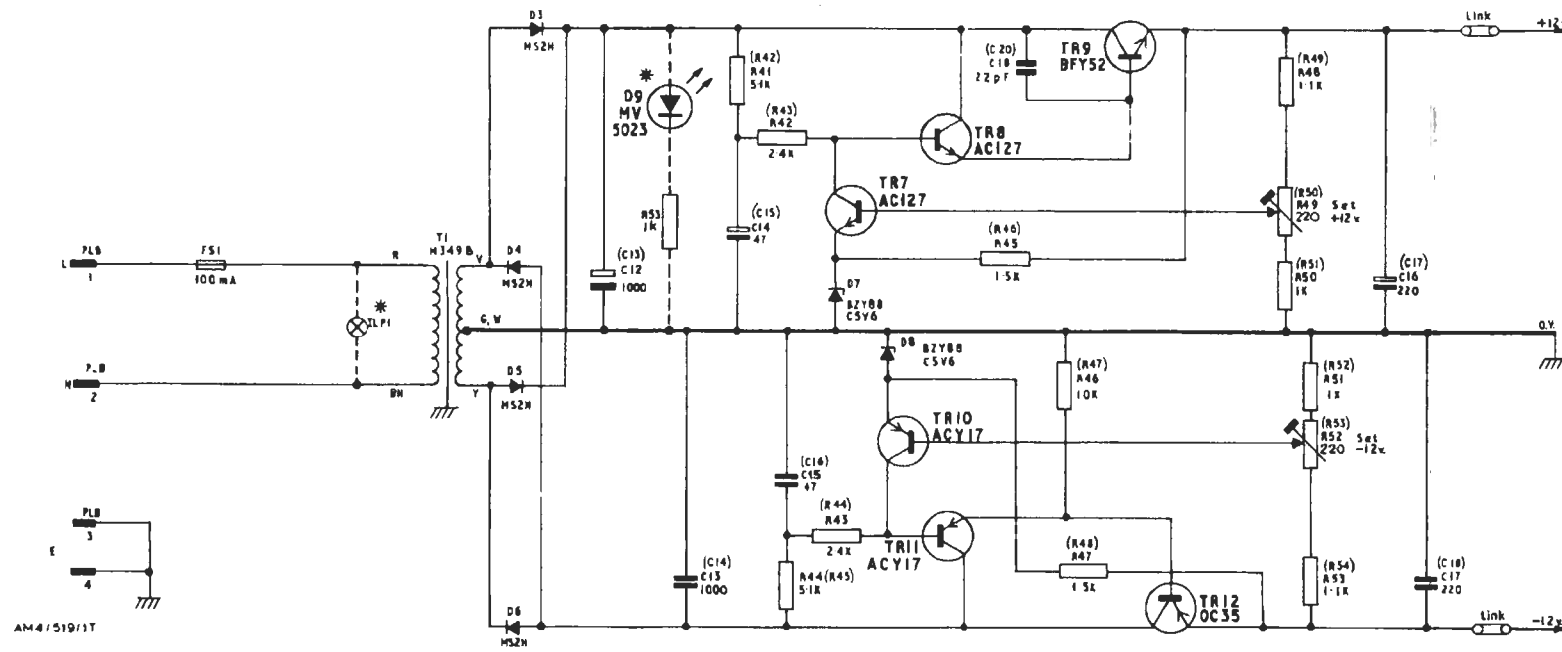 D3
MS2H
*
D9
MV
5023
R53
1K
(R42)
R41
5·1K
(R43)
R42
2·4K
(C20)
C18
22pF
TR9
BFY52
TR8
AC127
TR7
AC127
(R49)
R48
1·1K
(R50)
R49
220
Set
+12v
(R51)
R50
1K
(R46)
R45
1·5K
(C17)
C16
220
Link
+12
PLB
L
1
FS1
100mA
R
T1
H349B
V
D4
MS2H
(C13)
C12
1000
(C15)
C14
47
D7
BZY88
C5V6
*
ILP1
G,W
O.V.
PLB
N
2
BN
Y
D5
MS2H
D8
BZY88
C5V6
(R47)
R46
10K
(R52)
R51
1K
(R53)
R52
220
Set
-12v
TR10
ACY17
(C16)
C15
47
(R44)
R43
2·4K
TR11
ACY17
(R48)
R47
1·5K
PLB
3
E
4
(C14)
C13
1000
R44(R45)
5·1K
TR12
OC35
(R54)
R53
1·1K
(C18)
C17
220
D6
MS2H
Link
-12v
AM4/519/1T